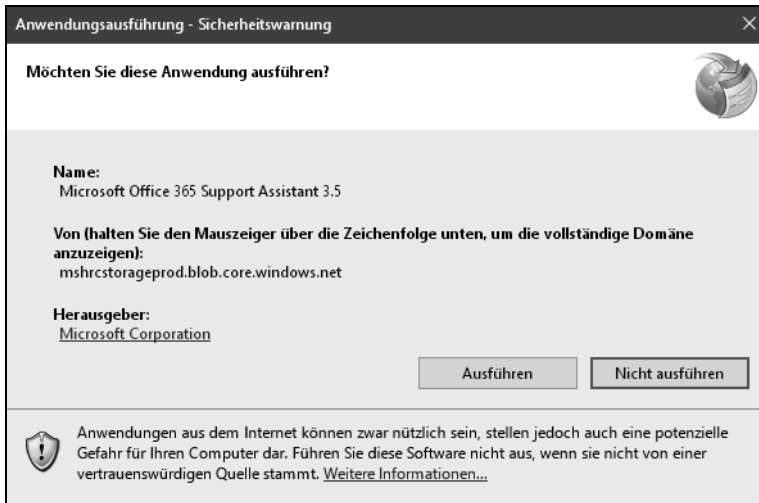 Anwendungsausführung - Sicherheitswarnung
Möchten Sie diese Anwendung ausführen?
Name:
Microsoft Office 365 Support Assistant 3.5
Von (halten Sie den Mauszeiger über die Zeichenfolge unten, um die vollständige Domäne
anzuzeigen):
mshrcstorageprod.blob.core.windows.net
Herausgeber:
Microsoft Corporation
Ausführen
Nicht ausführen
Anwendungen aus dem Internet können zwar nützlich sein, stellen jedoch auch eine potenzielle
Gefahr für Ihren Computer dar. Führen Sie diese Software nicht aus, wenn sie nicht von einer
vertrauenswürdigen Quelle stammt. Weitere Informationen...